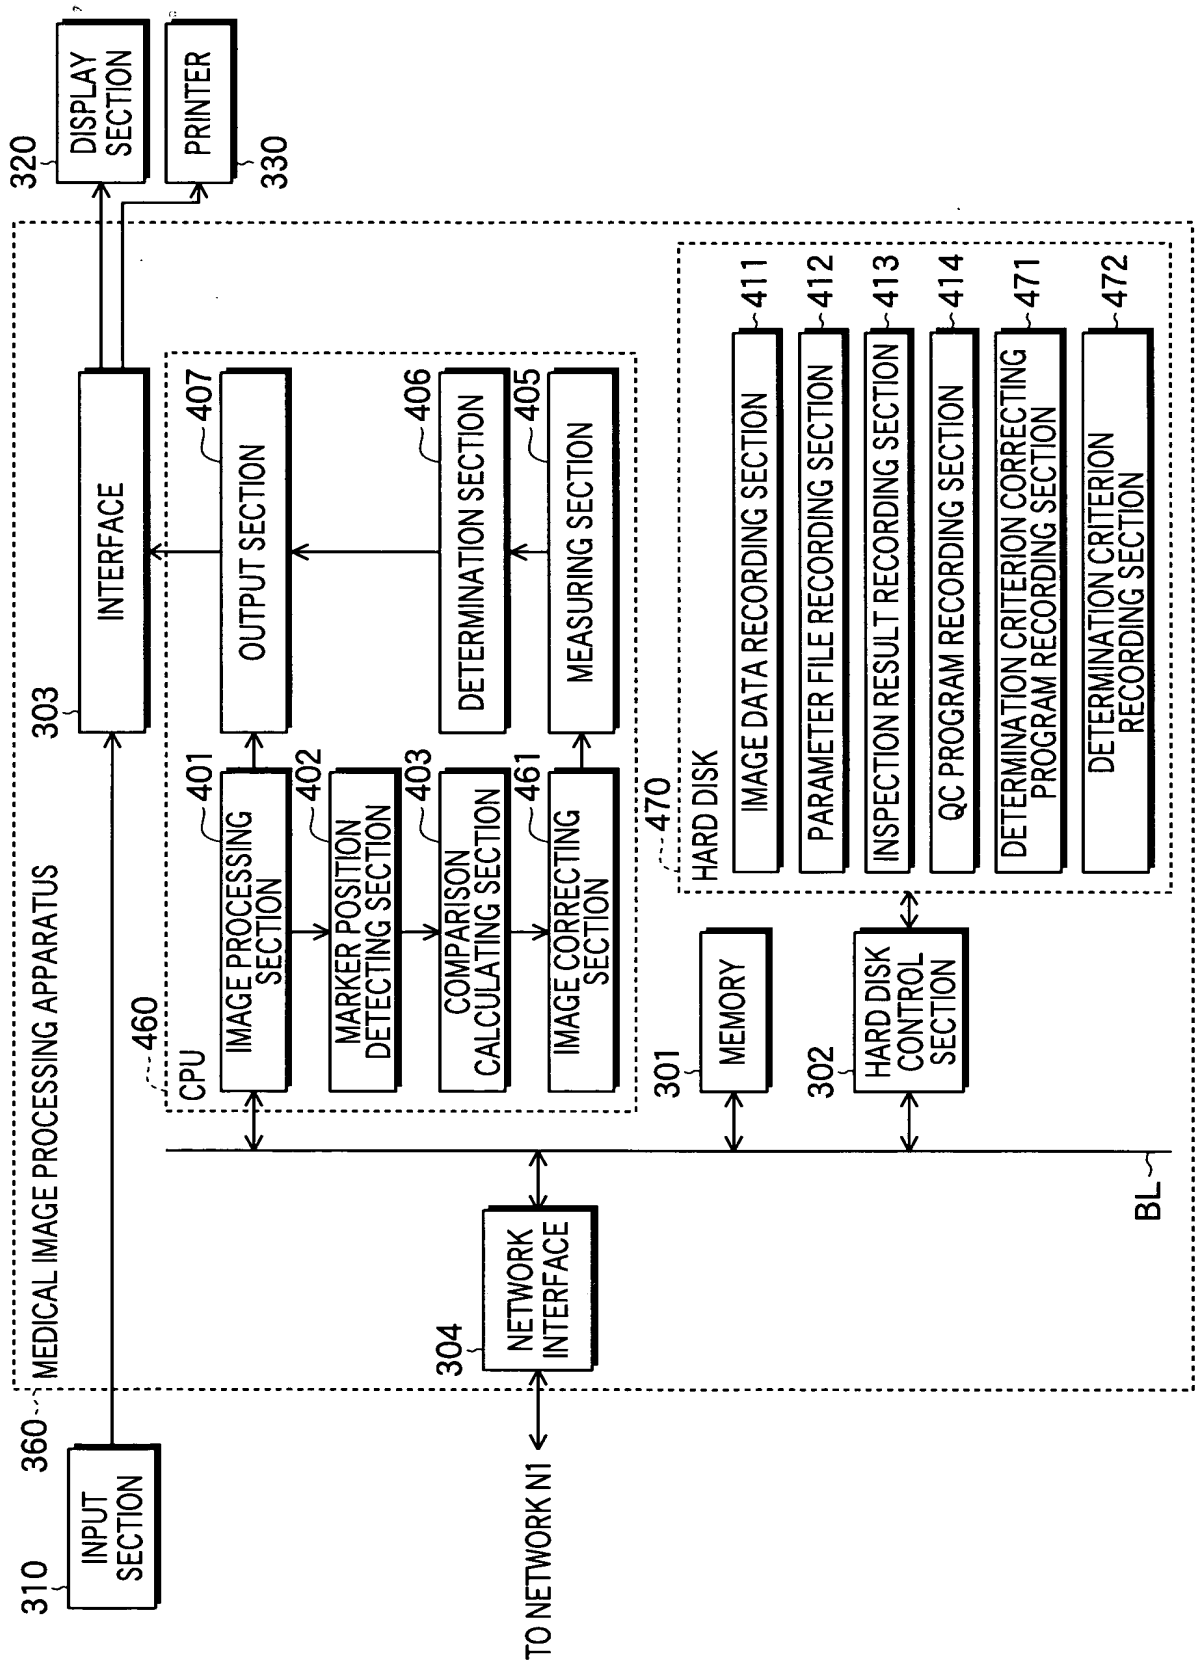 360
MEDICAL IMAGE PROCESSING APPARATUS
310
INPUT
SECTION
303
INTERFACE
320
DISPLAY
SECTION
PRINTER
330
460
CPU
401
IMAGE PROCESSING
SECTION
402
MARKER POSITION
DETECTING SECTION
403
COMPARISON
CALCULATING SECTION
461
IMAGE CORRECTING
SECTION
407
OUTPUT SECTION
406
DETERMINATION SECTION
405
MEASURING SECTION
304
NETWORK
INTERFACE
TO NETWORK N1
BL
301
MEMORY
302
HARD DISK
CONTROL
SECTION
470
HARD DISK
IMAGE DATA RECORDING SECTION
411
PARAMETER FILE RECORDING SECTION
412
INSPECTION RESULT RECORDING SECTION
413
QC PROGRAM RECORDING SECTION
414
DETERMINATION CRITERION CORRECTING
PROGRAM RECORDING SECTION
471
DETERMINATION CRITERION
RECORDING SECTION
472